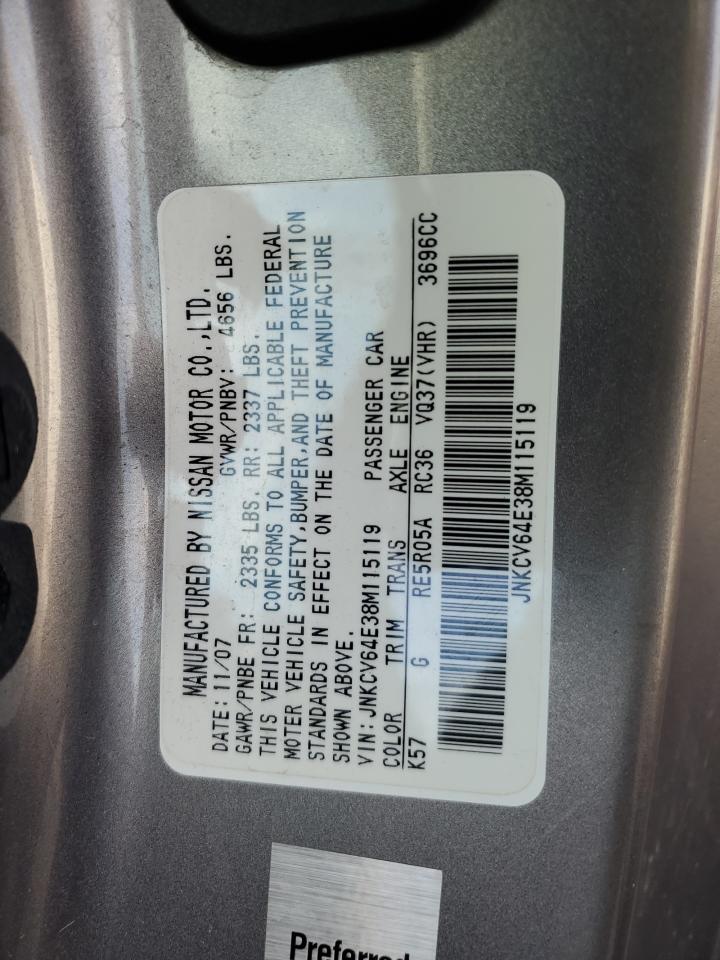 MANUFACTURED BY NISSAN MOTOR CO.,LTD.
DATE: 11/07 GVWR/PNBV: 4656 LBS.
GAWR/PNBE FR: 2335 LBS. RR: 2337 LBS.
THIS VEHICLE CONFORMS TO ALL APPLICABLE FEDERAL
MOTER VEHICLE SAFETY,BUMPER,AND THEFT PREVENTION
STANDARDS IN EFFECT ON THE DATE OF MANUFACTURE
SHOWN ABOVE.
VIN: JNKCV64E38M115119 PASSENGER CAR
COLOR TRIM TRANS AXLE ENGINE
K57 G RE5R05A RC36 VQ37(VHR) 3696CC
JNKCV64E38M115119
Preferred